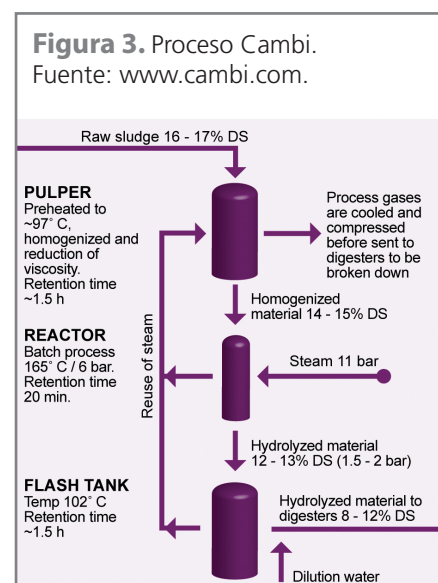 Figura 3. Proceso Cambi.
Fuente: www.cambi.com.
Raw sludge 16 - 17% DS
PULPER
Preheated to
~97˚ C,
homogenized and
reduction of
viscosity.
Retention time
~1.5 h
Process gases
are cooled and
compressed
before sent to
digesters to be
broken down
Homogenized
material 14 - 15% DS
REACTOR
Batch process
165˚ C / 6 bar.
Retention time
20 min.
Reuse of steam
Steam 11 bar
Hydrolyzed material
12 - 13% DS (1.5 - 2 bar)
FLASH TANK
Temp 102˚ C
Retention time
~1.5 h
Hydrolyzed material to
digesters 8 - 12% DS
Dilution water